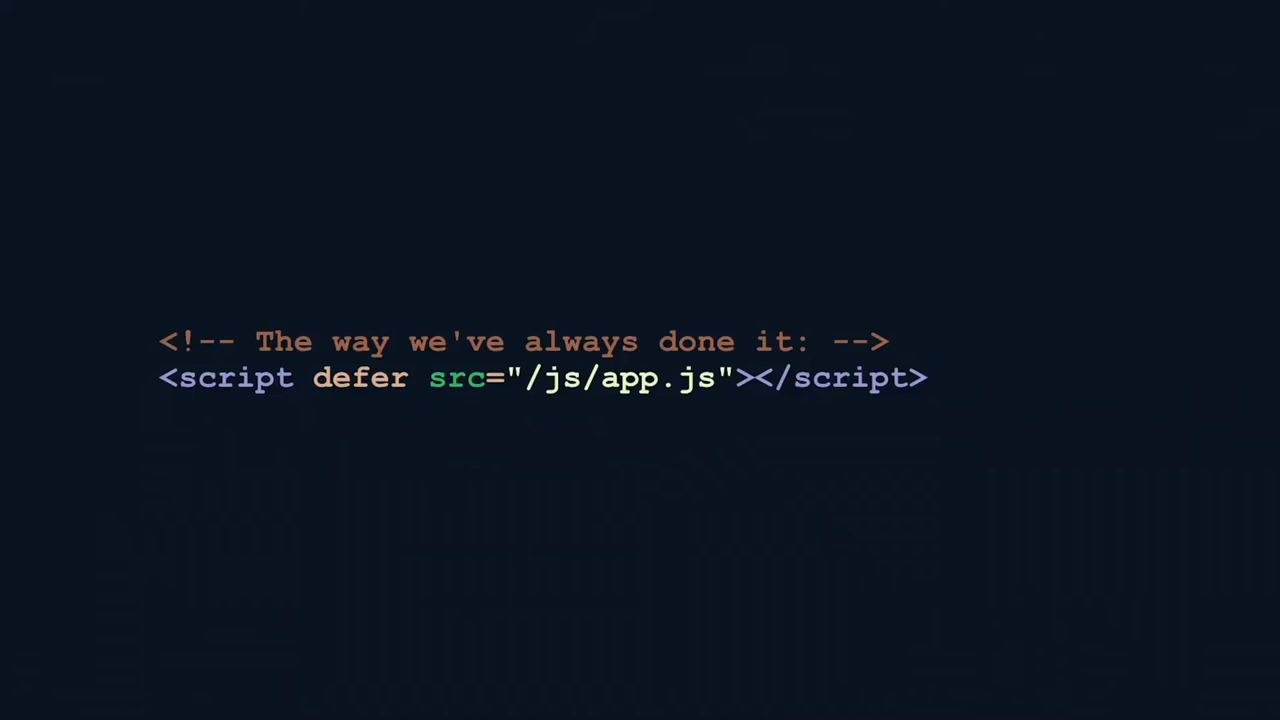 <!-- The way we've always done it: -->
<script defer src="/js/app.js"></script>